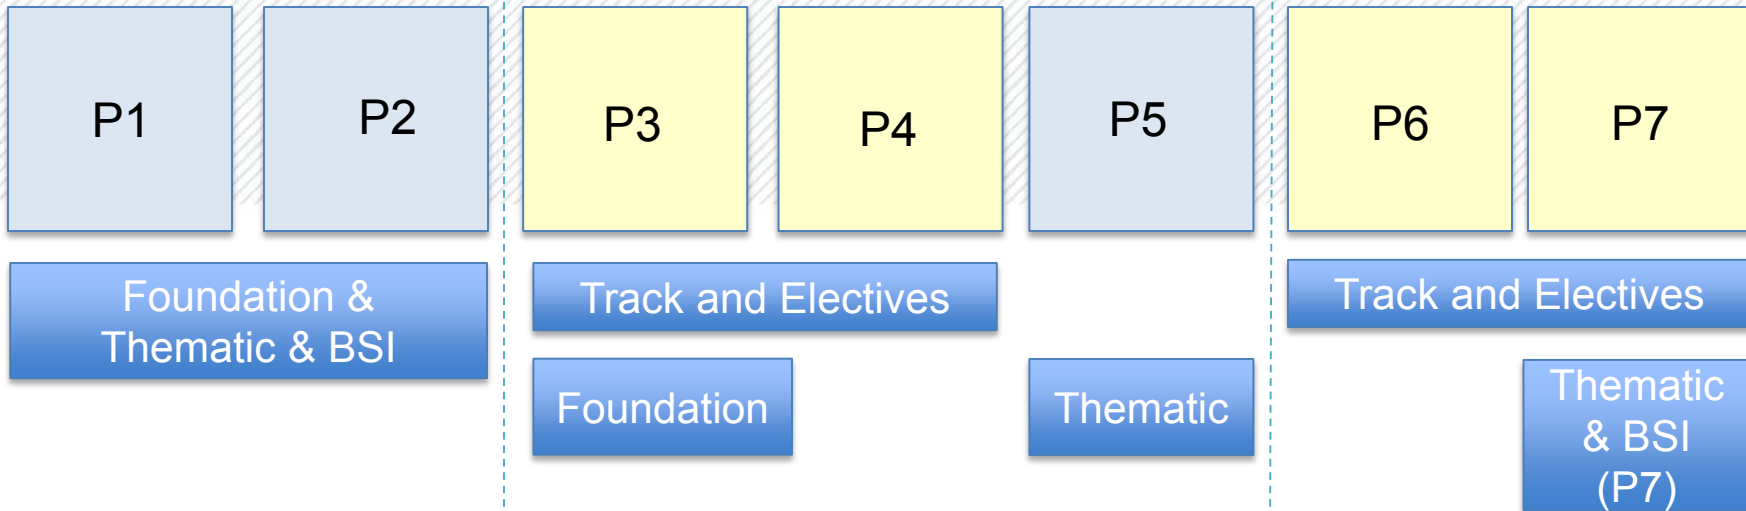 P1
P2
P3
P4
P5
P6
P7
Foundation &
Thematic & BSI
Track and Electives
Track and Electives
Foundation
Thematic
Thematic
& BSI
(P7)